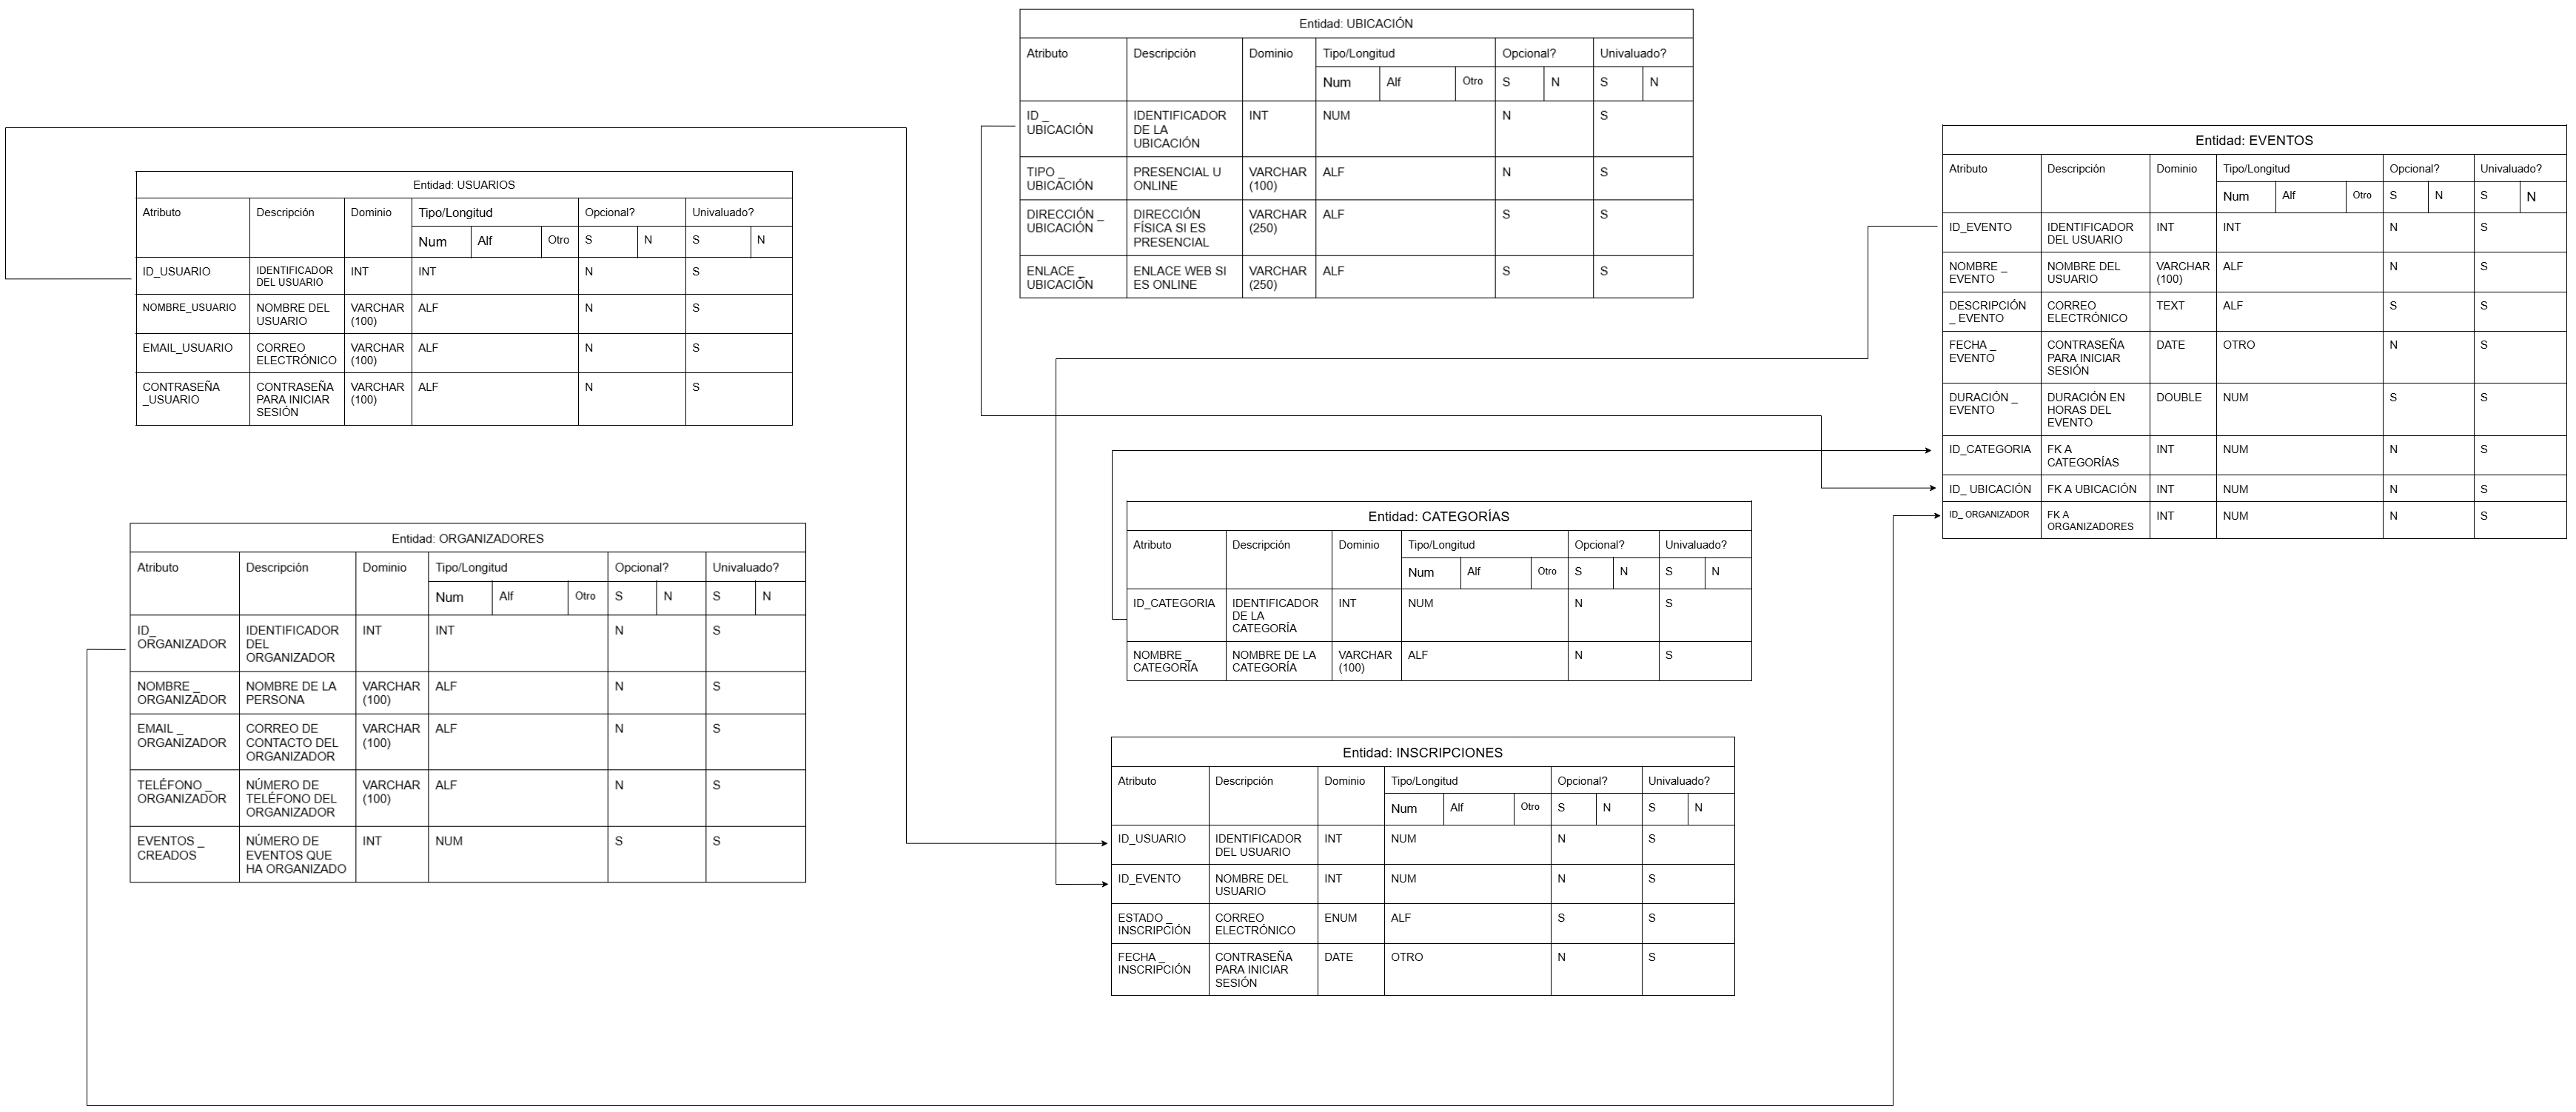 Entidad: UBICACIÓN
Atributo Descripción Dominio Tipo/Longitud Opcional? Univaluado?
Num Alf Otro S N S N
ID _ IDENTIFICADOR INT NUM N S
UBICACIÓN DE LA
UBICACIÓN
TIPO _ PRESENCIAL U VARCHAR ALF N S
UBICACIÓN ONLINE (100)
DIRECCIÓN _ DIRECCIÓN VARCHAR ALF S S
UBICACIÓN FÍSICA SI ES (250)
PRESENCIAL
ENLACE _ ENLACE WEB SI VARCHAR ALF S S
UBICACIÓN ES ONLINE (250)
Entidad: USUARIOS
Atributo Descripción Dominio Tipo/Longitud Opcional? Univaluado?
Num Alf Otro S N S N
ID_USUARIO IDENTIFICADOR INT INT N S
DEL USUARIO
NOMBRE_USUARIO NOMBRE DEL VARCHAR ALF N S
USUARIO (100)
EMAIL_USUARIO CORREO VARCHAR ALF N S
ELECTRÓNICO (100)
CONTRASEÑA CONTRASEÑA VARCHAR ALF N S
_USUARIO PARA INICIAR (100)
SESIÓN
Entidad: EVENTOS
Atributo Descripción Dominio Tipo/Longitud Opcional? Univaluado?
Num Alf Otro S N S N
ID_EVENTO IDENTIFICADOR INT INT N S
DEL USUARIO
NOMBRE _ NOMBRE DEL VARCHAR ALF N S
EVENTO USUARIO (100)
DESCRIPCIÓN CORREO TEXT ALF S S
_ EVENTO ELECTRÓNICO
FECHA _ CONTRASEÑA DATE OTRO N S
EVENTO PARA INICIAR
SESIÓN
DURACIÓN _ DURACIÓN EN DOUBLE NUM S S
EVENTO HORAS DEL
EVENTO
ID_CATEGORIA FK A INT NUM N S
CATEGORÍAS
ID_ UBICACIÓN FK A UBICACIÓN INT NUM N S
ID_ ORGANIZADOR FK A INT NUM N S
ORGANIZADORES
Entidad: ORGANIZADORES
Atributo Descripción Dominio Tipo/Longitud Opcional? Univaluado?
Num Alf Otro S N S N
ID_ IDENTIFICADOR INT INT N S
ORGANIZADOR DEL
ORGANIZADOR
NOMBRE _ NOMBRE DE LA VARCHAR ALF N S
ORGANIZADOR PERSONA (100)
EMAIL _ CORREO DE VARCHAR ALF N S
ORGANIZADOR CONTACTO DEL (100)
ORGANIZADOR
TELÉFONO _ NÚMERO DE VARCHAR ALF N S
ORGANIZADOR TELÉFONO DEL (100)
ORGANIZADOR
EVENTOS _ NÚMERO DE INT NUM S S
CREADOS EVENTOS QUE
HA ORGANIZADO
Entidad: CATEGORÍAS
Atributo Descripción Dominio Tipo/Longitud Opcional? Univaluado?
Num Alf Otro S N S N
ID_CATEGORIA IDENTIFICADOR INT NUM N S
DE LA
CATEGORÍA
NOMBRE _ NOMBRE DE LA VARCHAR ALF N S
CATEGORÍA CATEGORÍA (100)
Entidad: INSCRIPCIONES
Atributo Descripción Dominio Tipo/Longitud Opcional? Univaluado?
Num Alf Otro S N S N
ID_USUARIO IDENTIFICADOR INT NUM N S
DEL USUARIO
ID_EVENTO NOMBRE DEL INT NUM N S
USUARIO
ESTADO _ CORREO ENUM ALF S S
INSCRIPCIÓN ELECTRÓNICO
FECHA _ CONTRASEÑA DATE OTRO N S
INSCRIPCIÓN PARA INICIAR
SESIÓN